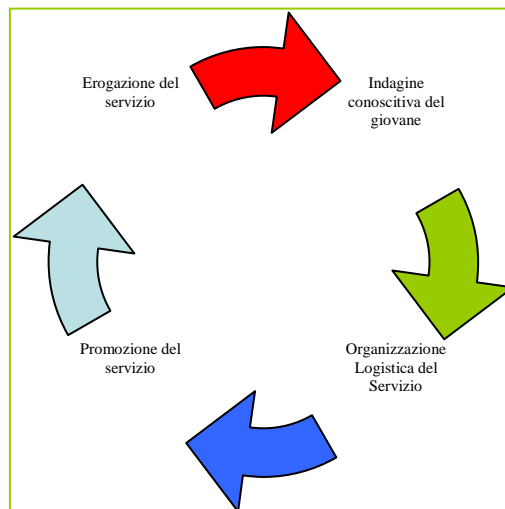 Erogazione del
servizio
Indagine
conoscitiva del
giovane
Promozione del
servizio
Organizzazione
Logistica del
Servizio